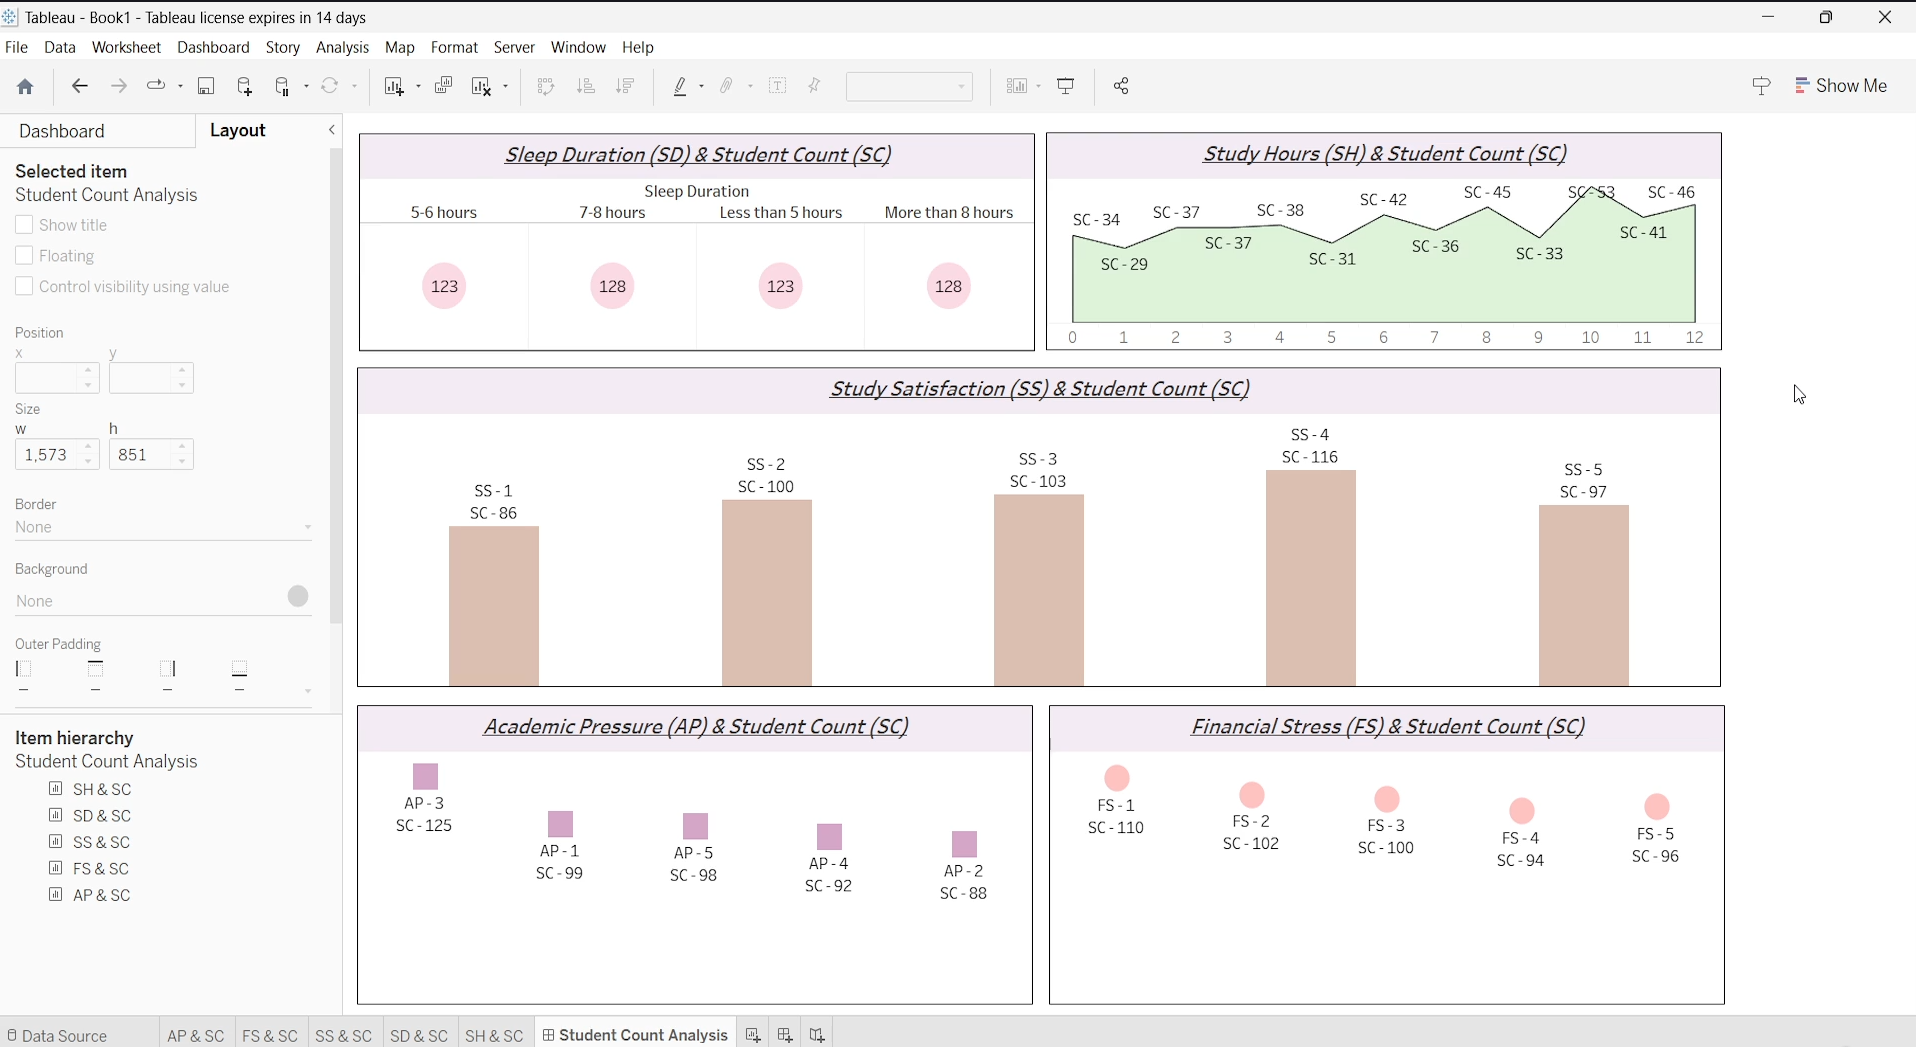 Tableau - Book1 - Tableau license expires in 14 days
File Data Worksheet Dashboard Story Analysis Map Format Server Window Help
Show Me
Dashboard Layout
Selected item
Student Count Analysis
Show title
Floating
Control visibility using value
Position
x y
Size
w h
1,573 851
Border
None
Background
None
Outer Padding
Item hierarchy
Student Count Analysis
SH & SC
SD & SC
SS & SC
FS & SC
AP & SC
Sleep Duration (SD) & Student Count (SC)
Sleep Duration
5-6 hours 7-8 hours Less than 5 hours More than 8 hours
123 128 123 128
Study Hours (SH) & Student Count (SC)
SC - 34 SC - 29 SC - 37 SC - 37 SC - 38 SC - 31 SC - 42 SC - 36 SC - 45 SC - 33 SC - 53 SC - 41 SC - 46
0 1 2 3 4 5 6 7 8 9 10 11 12
Study Satisfaction (SS) & Student Count (SC)
SS - 1
SC - 86
SS - 2
SC - 100
SS - 3
SC - 103
SS - 4
SC - 116
SS - 5
SC - 97
Academic Pressure (AP) & Student Count (SC)
AP - 3
SC - 125
AP - 1
SC - 99
AP - 5
SC - 98
AP - 4
SC - 92
AP - 2
SC - 88
Financial Stress (FS) & Student Count (SC)
FS - 1
SC - 110
FS - 2
SC - 102
FS - 3
SC - 100
FS - 4
SC - 94
FS - 5
SC - 96
Data Source AP & SC FS & SC SS & SC SD & SC SH & SC Student Count Analysis